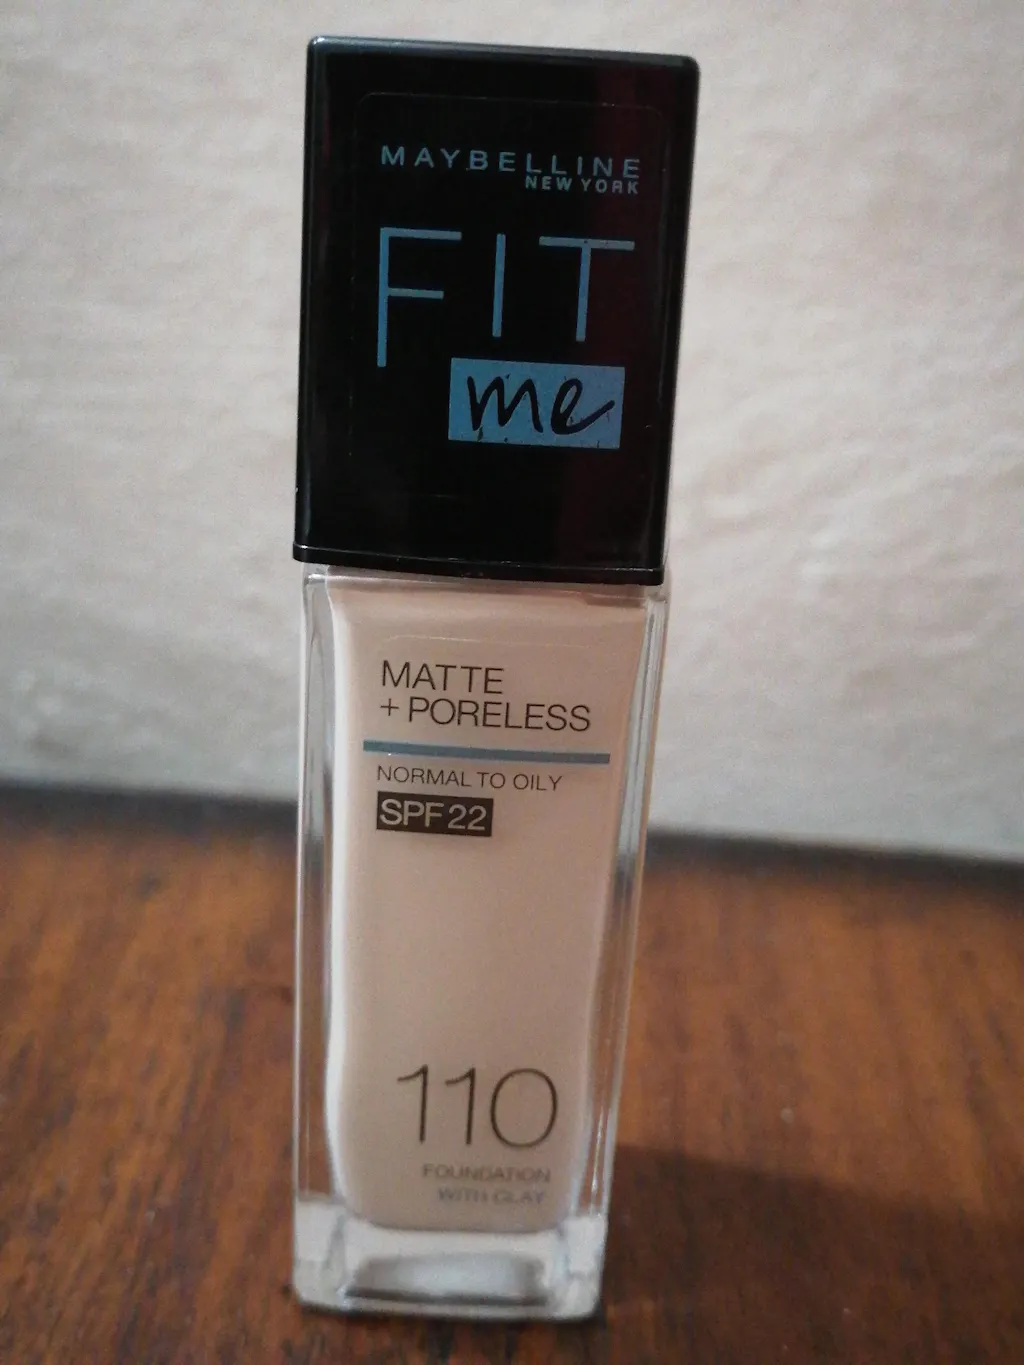 MAYBELLINE
NEW YORK
FIT
me
MATTE
+ PORELESS
NORMAL TO OILY
SPF 22
110
FOUNDATION
WITH CLAY